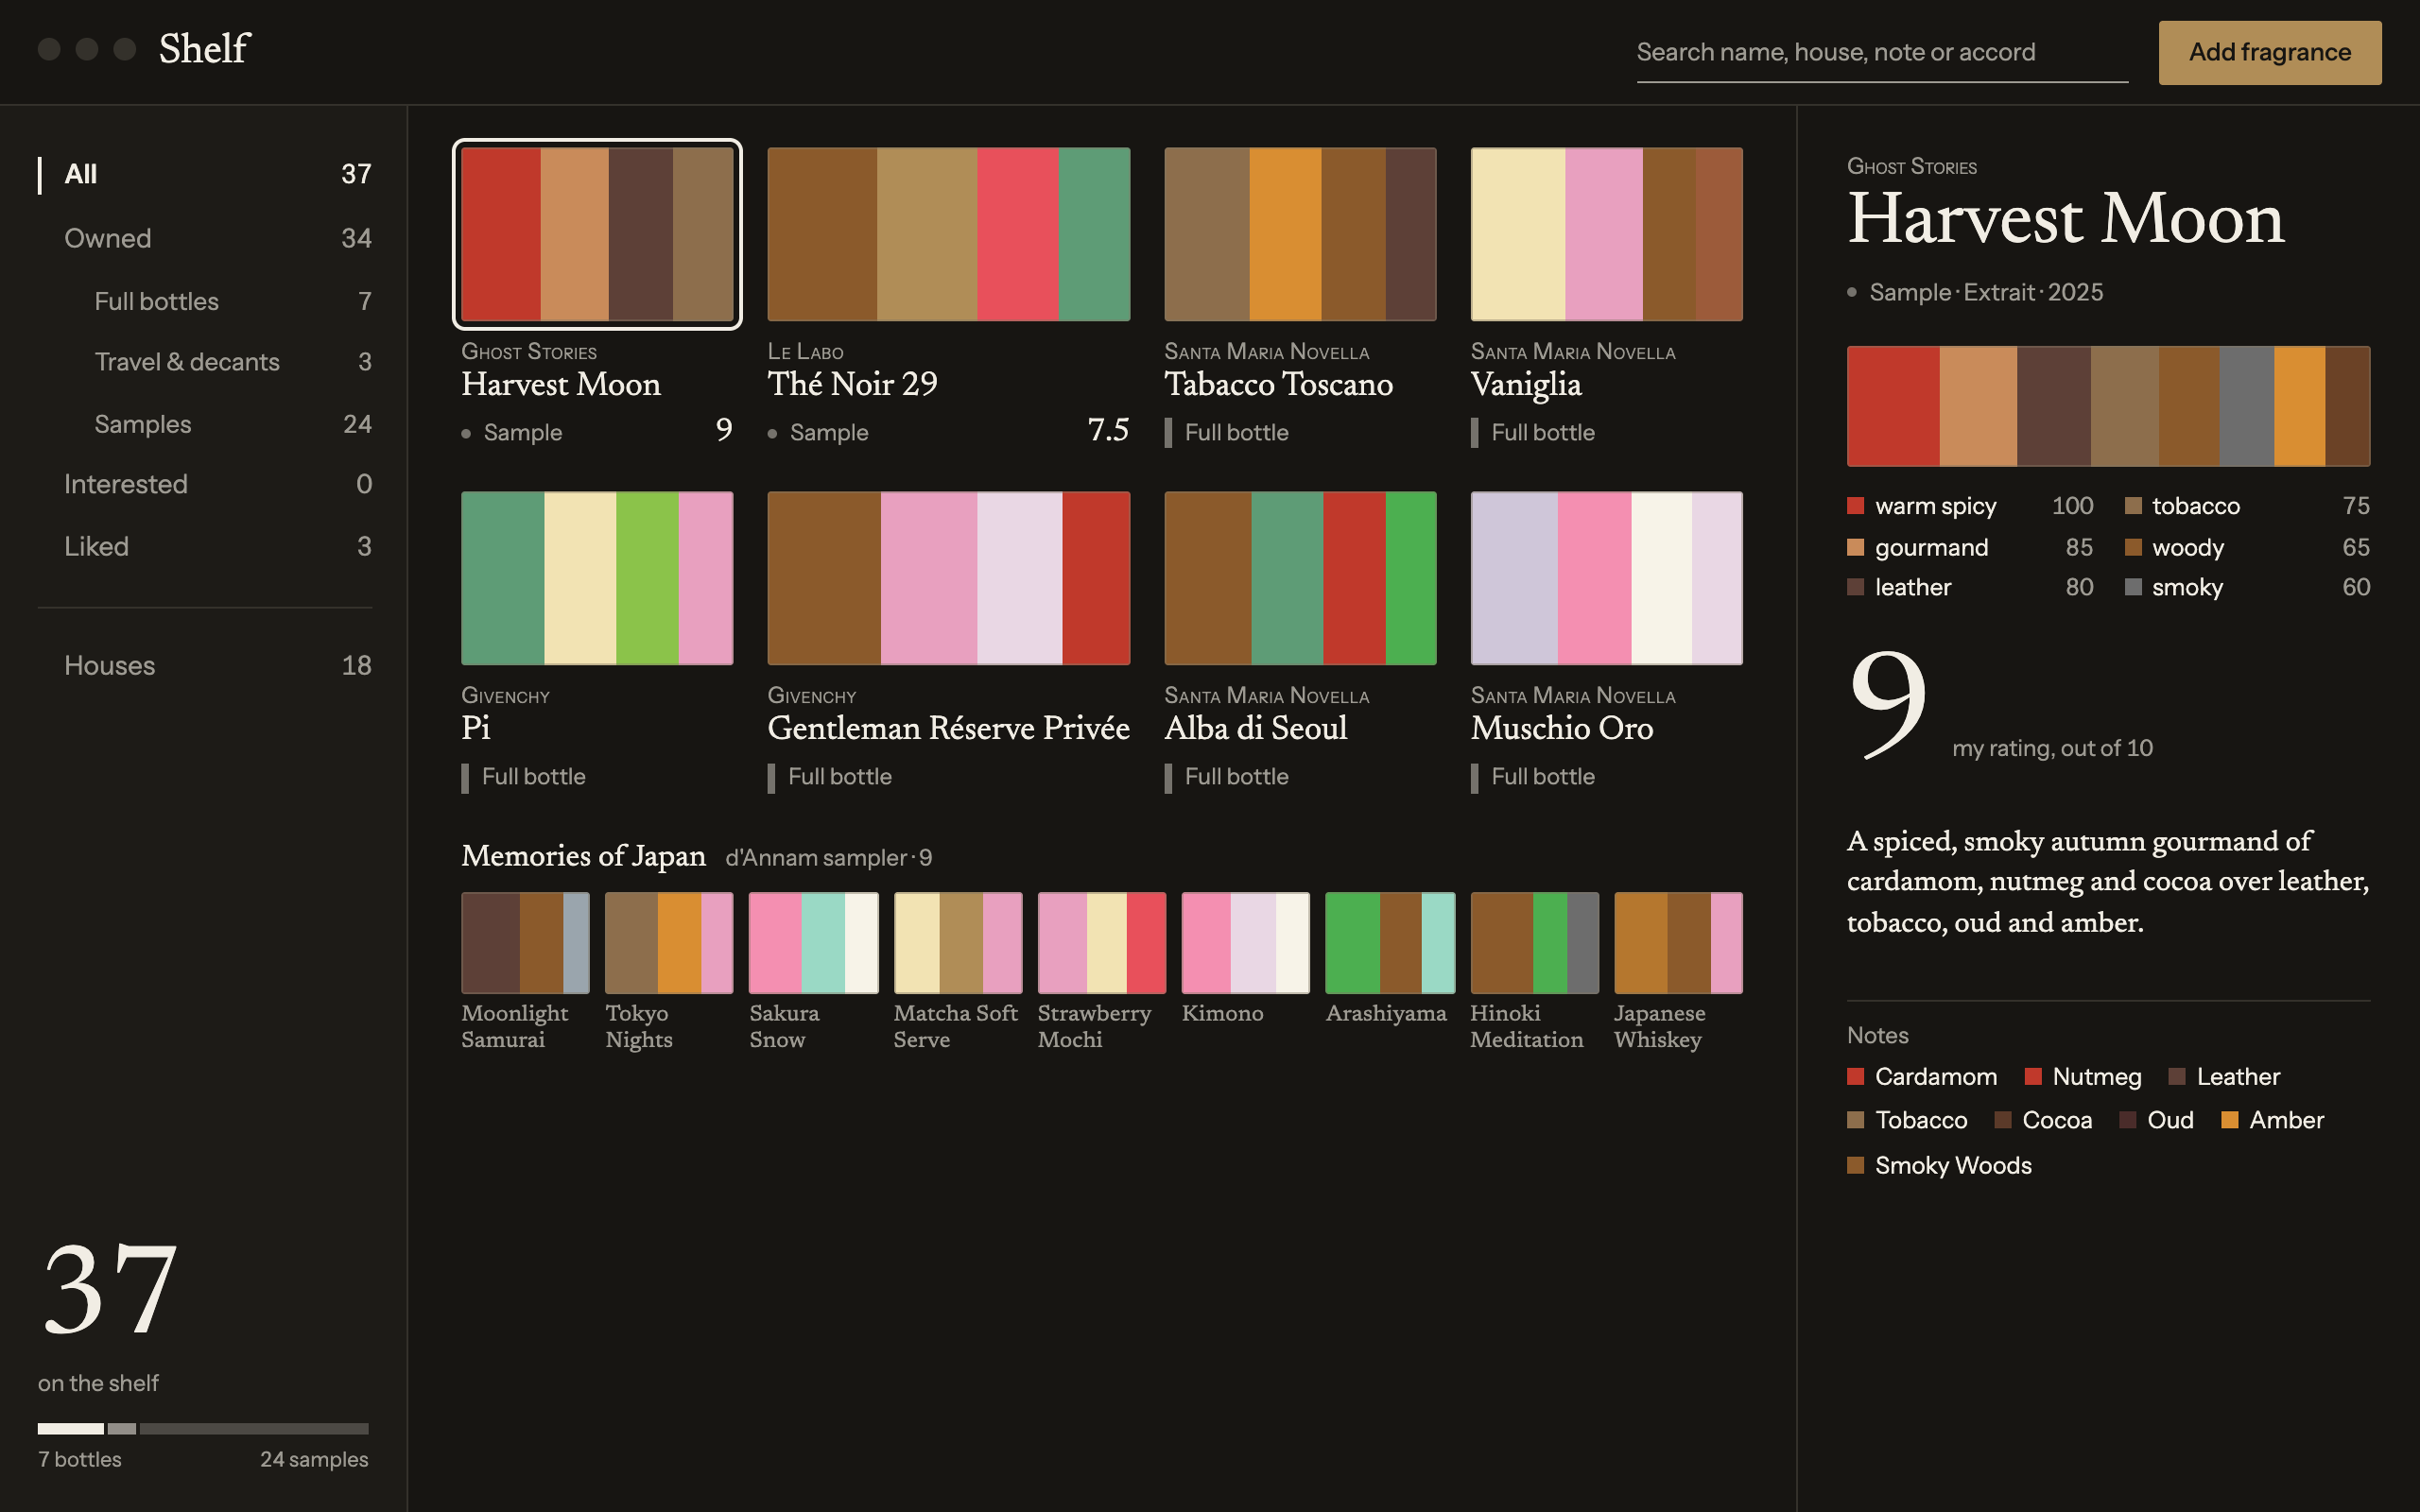 Shelf
Search name, house, note or accord
Add fragrance
All 37
Owned 34
Full bottles 7
Travel & decants 3
Samples 24
Interested 0
Liked 3
Houses 18
37
on the shelf
7 bottles 24 samples
Ghost Stories
Harvest Moon
Sample 9
Le Labo
Thé Noir 29
Sample 7.5
Santa Maria Novella
Tabacco Toscano
Full bottle
Santa Maria Novella
Vaniglia
Full bottle
Givenchy
Pi
Full bottle
Givenchy
Gentleman Réserve Privée
Full bottle
Santa Maria Novella
Alba di Seoul
Full bottle
Santa Maria Novella
Muschio Oro
Full bottle
Memories of Japan d'Annam sampler · 9
Moonlight
Samurai
Tokyo
Nights
Sakura
Snow
Matcha Soft
Serve
Strawberry
Mochi
Kimono
Arashiyama
Hinoki
Meditation
Japanese
Whiskey
Ghost Stories
Harvest Moon
Sample · Extrait · 2025
warm spicy 100 tobacco 75
gourmand 85 woody 65
leather 80 smoky 60
9 my rating, out of 10
A spiced, smoky autumn gourmand of
cardamom, nutmeg and cocoa over leather,
tobacco, oud and amber.
Notes
Cardamom Nutmeg Leather
Tobacco Cocoa Oud Amber
Smoky Woods